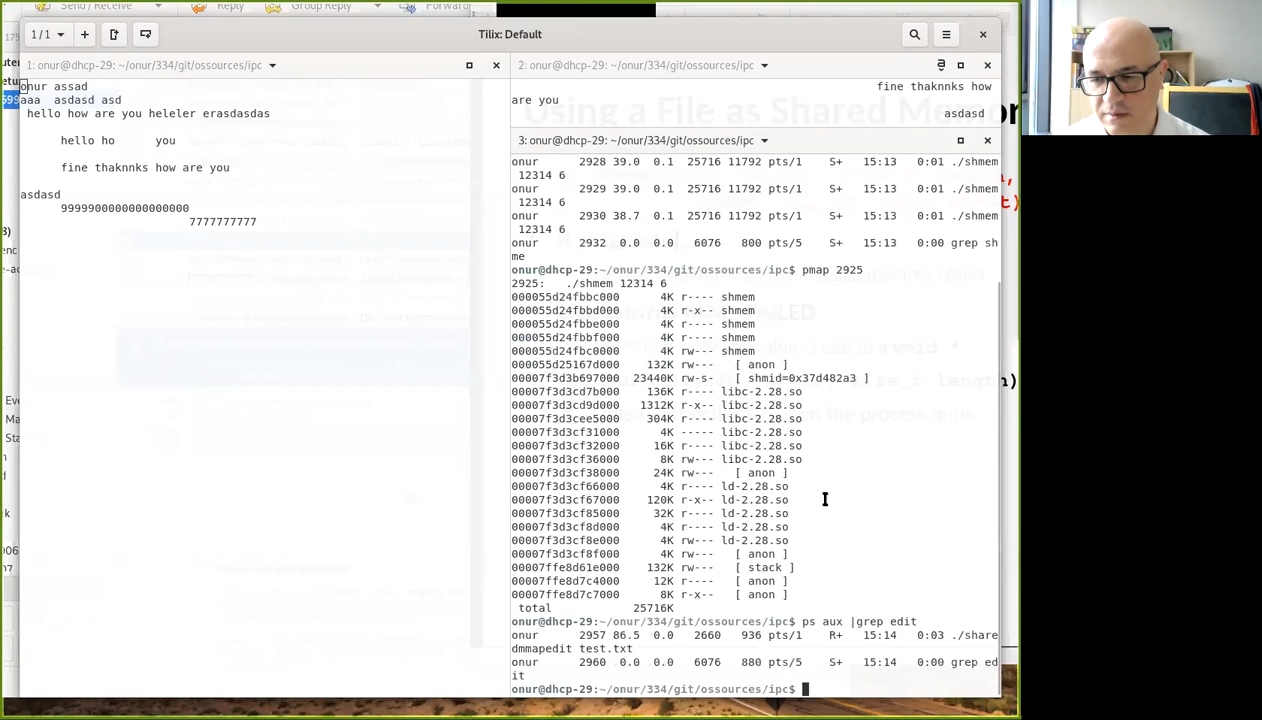 Send / Receive
Reply
Group Reply
Forward
1/1
Tilix: Default
1: onur@dhcp-29: ~/onur/334/git/ossources/ipc
2: onur@dhcp-29: ~/onur/334/git/ossources/ipc
onur assad
aaa  asdasd asd
 hello how are you heleler erasdasdas
      hello ho      you
      fine thaknnks how are you
asdasd
      9999900000000000000
                         7777777777
fine thaknnks how
are you
asdasd
Using a File as Shared Memor
3: onur@dhcp-29: ~/onur/334/git/ossources/ipc
onur      2928 39.0  0.1  25716 11792 pts/1    S+   15:13   0:01 ./shmem
 12314 6
onur      2929 39.0  0.1  25716 11792 pts/1    S+   15:13   0:01 ./shmem
 12314 6
onur      2930 38.7  0.1  25716 11792 pts/1    S+   15:13   0:01 ./shmem
 12314 6
onur      2932  0.0  0.0   6076   800 pts/5    S+   15:13   0:00 grep sh
me
onur@dhcp-29:~/onur/334/git/ossources/ipc$ pmap 2925
2925:   ./shmem 12314 6
000055d24fbbc000      4K r---- shmem
000055d24fbbd000      4K r-x-- shmem
000055d24fbbe000      4K r---- shmem
000055d24fbbf000      4K r---- shmem
000055d24fbc0000      4K rw--- shmem
000055d25167d000    132K rw---   [ anon ]
00007f3d3b697000  23440K rw-s-   [ shmid=0x37d482a3 ]
00007f3d3cd7b000    136K r---- libc-2.28.so
00007f3d3cd9d000   1312K r-x-- libc-2.28.so
00007f3d3cee5000    304K r---- libc-2.28.so
00007f3d3cf31000      4K ----- libc-2.28.so
00007f3d3cf32000     16K r---- libc-2.28.so
00007f3d3cf36000      8K rw--- libc-2.28.so
00007f3d3cf38000     24K rw---   [ anon ]
00007f3d3cf66000      4K r---- ld-2.28.so
00007f3d3cf67000    120K r-x-- ld-2.28.so
00007f3d3cf85000     32K r---- ld-2.28.so
00007f3d3cf8d000      4K r---- ld-2.28.so
00007f3d3cf8e000      4K rw--- ld-2.28.so
00007f3d3cf8f000      4K rw---   [ anon ]
00007ffe8d61e000    132K rw---   [ stack ]
00007ffe8d7c4000     12K r----   [ anon ]
00007ffe8d7c7000      8K r-x--   [ anon ]
 total            25716K
onur@dhcp-29:~/onur/334/git/ossources/ipc$ ps aux |grep edit
onur      2957 86.5  0.0   2660   936 pts/1    R+   15:14   0:03 ./share
dmmapedit test.txt
onur      2960  0.0  0.0   6076   880 pts/5    S+   15:14   0:00 grep ed
it
onur@dhcp-29:~/onur/334/git/ossources/ipc$